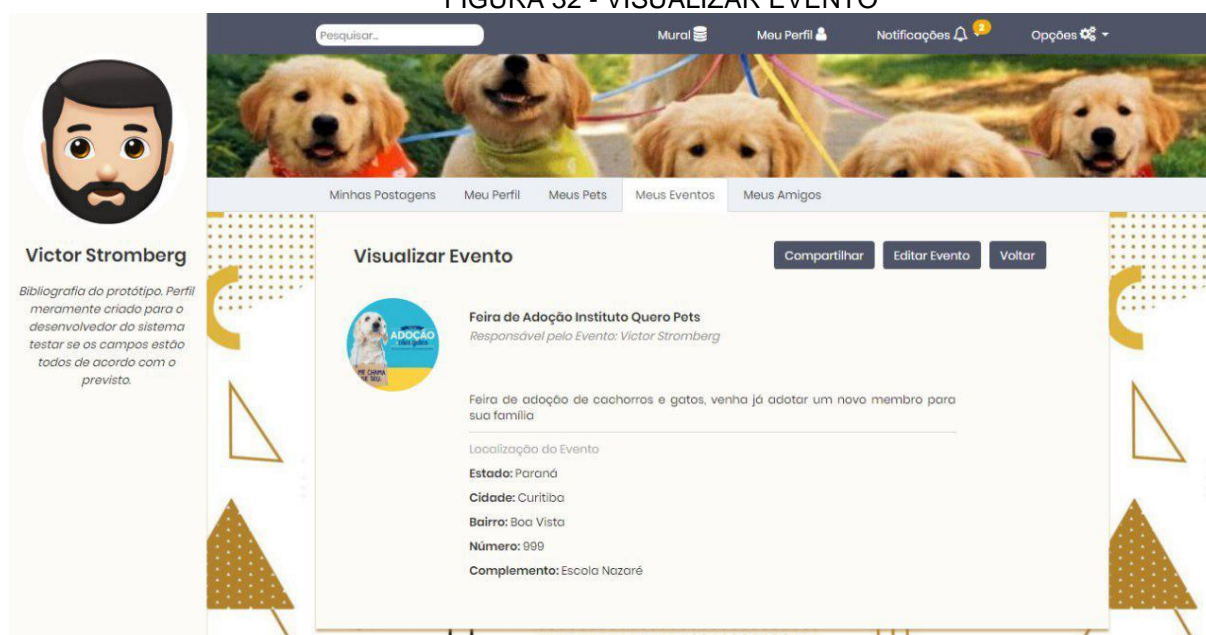 FIGURA 32 - VISUALIZAR EVENTO
Pesquisar...
Mural
Meu Perfil
Notificações
2
Opções
Minhas Postagens
Meu Perfil
Meus Pets
Meus Eventos
Meus Amigos
Victor Stromberg
Bibliografia do protótipo. Perfil
meramente criado para o
desenvolvedor do sistema
testar se os campos estão
todos de acordo com o
previsto.
Visualizar Evento
Compartilhar
Editar Evento
Voltar
ADOÇÃO
ME CHAMA
DE SEU.
Feira de Adoção Instituto Quero Pets
Responsável pelo Evento: Victor Stromberg
Feira de adoção de cachorros e gatos, venha já adotar um novo membro para
sua família
Localização do Evento
Estado: Paraná
Cidade: Curitiba
Bairro: Boa Vista
Número: 999
Complemento: Escola Nazaré